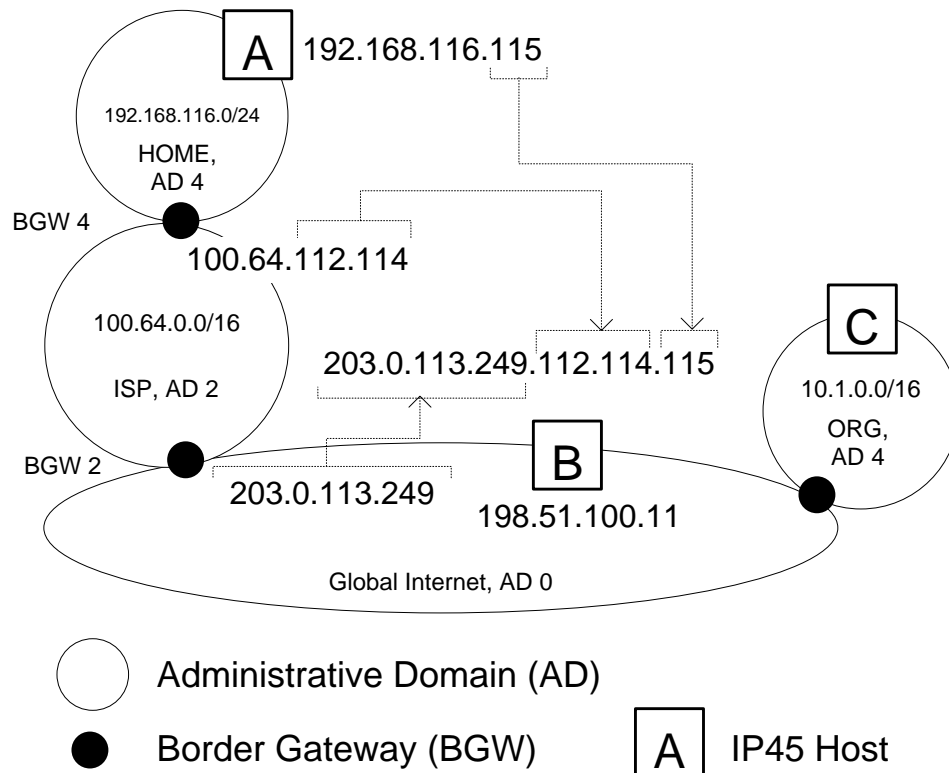 A 192.168.116.115
192.168.116.0/24
HOME,
AD 4
BGW 4
100.64.112.114
100.64.0.0/16
ISP, AD 2
203.0.113.249.112.114.115
C
10.1.0.0/16
ORG,
AD 4
BGW 2
203.0.113.249
B
198.51.100.11
Global Internet, AD 0
Administrative Domain (AD)
Border Gateway (BGW)
A IP45 Host